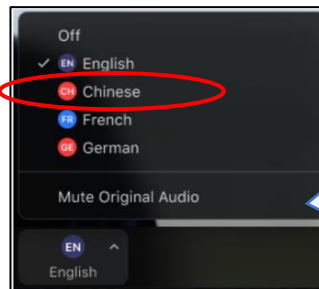 Off
EN English
CH Chinese
FR French
GE German
Mute Original Audio
EN
English